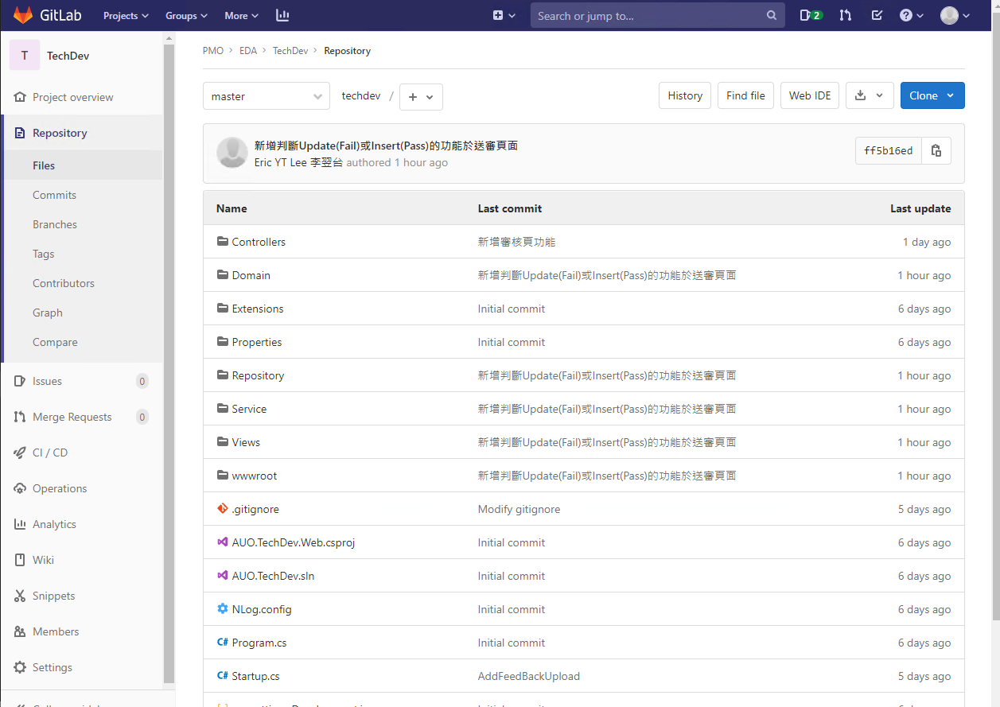 GitLab Projects Groups More Search or jump to... 2
T TechDev
Project overview
Repository
Files
Commits
Branches
Tags
Contributors
Graph
Compare
Issues 0
Merge Requests 0
CI / CD
Operations
Analytics
Wiki
Snippets
Members
Settings
PMO > EDA > TechDev > Repository
master techdev / + History Find file Web IDE Clone
新增判斷Update(Fail)或Insert(Pass)的功能於送審頁面
Eric YT Lee 李翌台 authored 1 hour ago
ff5b16ed
Name Last commit Last update
Controllers 新增審核頁功能 1 day ago
Domain 新增判斷Update(Fail)或Insert(Pass)的功能於送審頁面 1 hour ago
Extensions Initial commit 6 days ago
Properties Initial commit 6 days ago
Repository 新增判斷Update(Fail)或Insert(Pass)的功能於送審頁面 1 hour ago
Service 新增判斷Update(Fail)或Insert(Pass)的功能於送審頁面 1 hour ago
Views 新增判斷Update(Fail)或Insert(Pass)的功能於送審頁面 1 hour ago
wwwroot 新增判斷Update(Fail)或Insert(Pass)的功能於送審頁面 1 hour ago
.gitignore Modify gitignore 5 days ago
AUO.TechDev.Web.csproj Initial commit 6 days ago
AUO.TechDev.sln Initial commit 6 days ago
NLog.config Initial commit 6 days ago
C# Program.cs Initial commit 6 days ago
C# Startup.cs AddFeedBackUpload 5 days ago